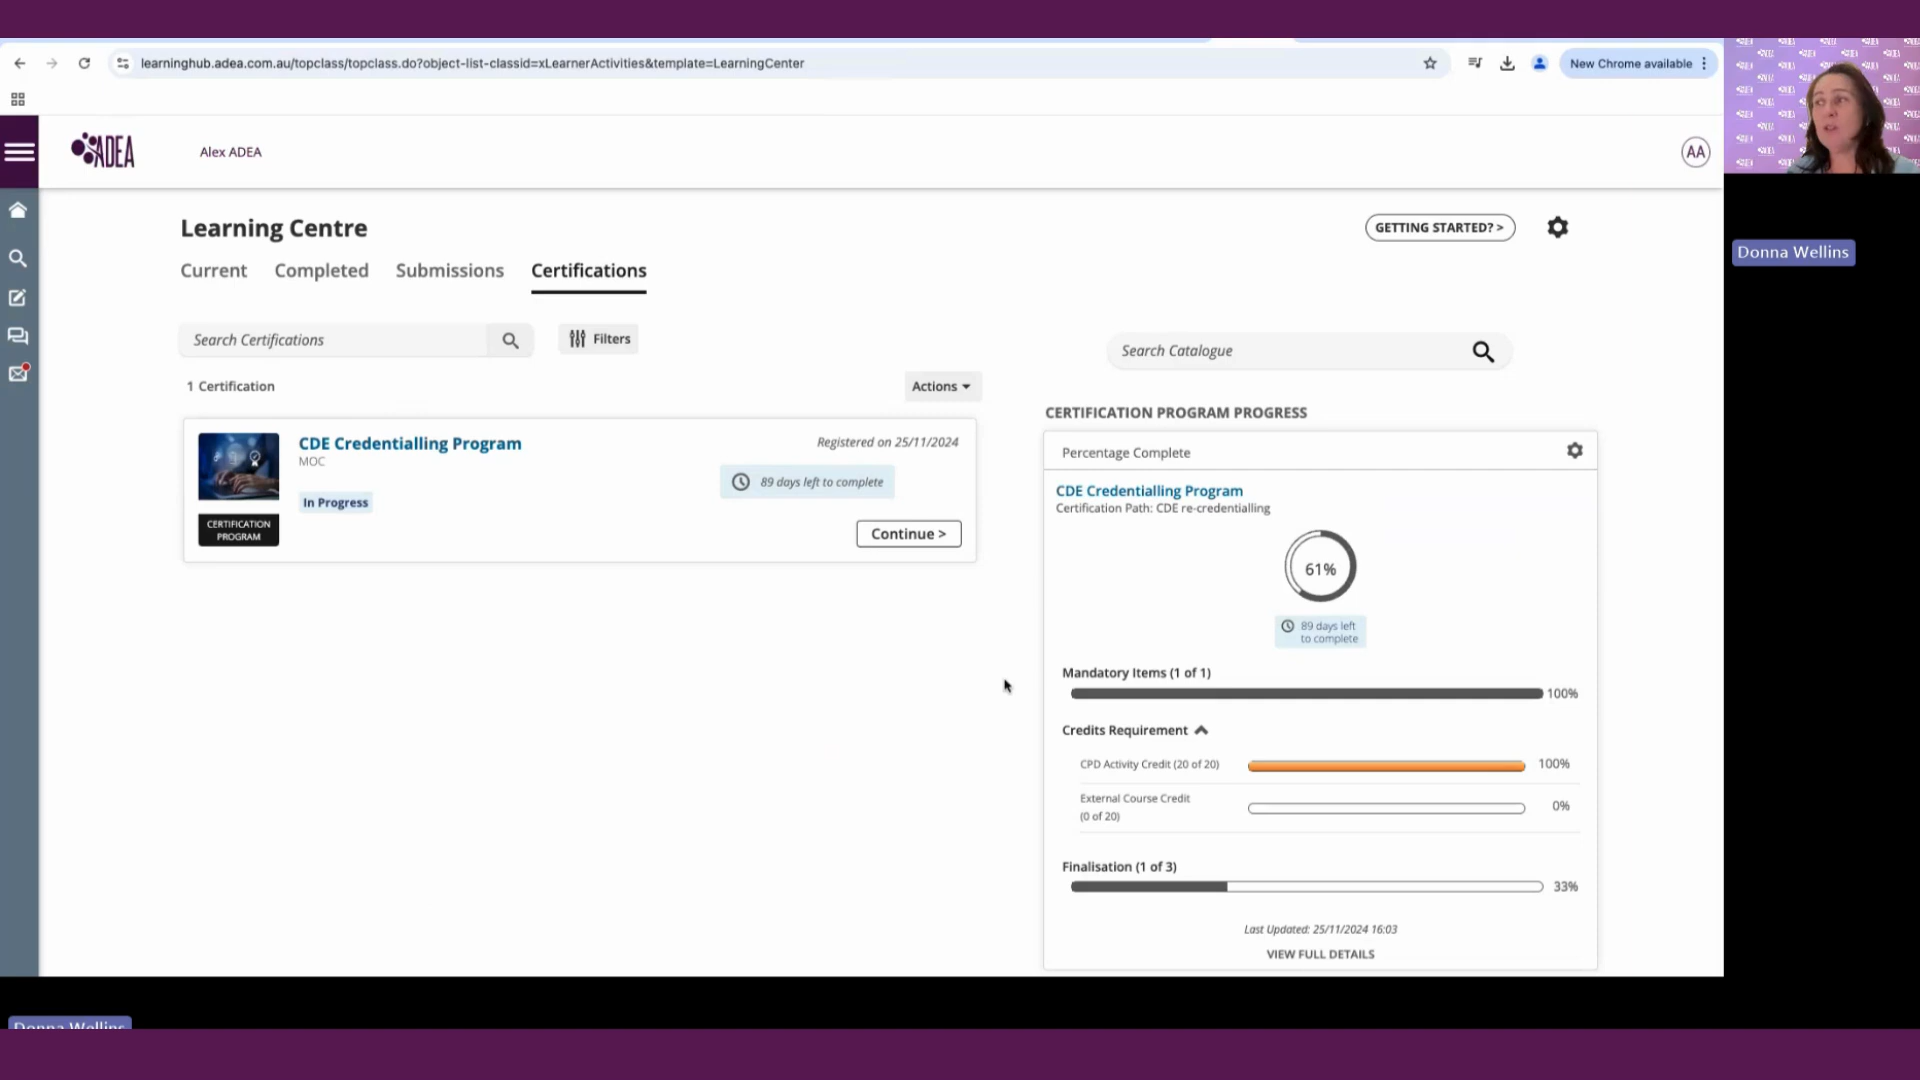 learninghub.adea.com.au/topclass/topclass.do?object-list-classid=xLearnerActivities&template=LearningCenter
New Chrome available
ADEA
Alex ADEA
AA
Donna Wellins
Learning Centre
GETTING STARTED? >
Current
Completed
Submissions
Certifications
Search Certifications
Filters
Search Catalogue
1 Certification
Actions
CDE Credentialling Program
MOC
Registered on 25/11/2024
89 days left to complete
In Progress
CERTIFICATION
PROGRAM
Continue >
CERTIFICATION PROGRAM PROGRESS
Percentage Complete
CDE Credentialling Program
Certification Path: CDE re-credentialling
61%
89 days left
to complete
Mandatory Items (1 of 1)
100%
Credits Requirement
CPD Activity Credit (20 of 20)
100%
External Course Credit
(0 of 20)
0%
Finalisation (1 of 3)
33%
Last Updated: 25/11/2024 16:03
VIEW FULL DETAILS
Donna Wellins